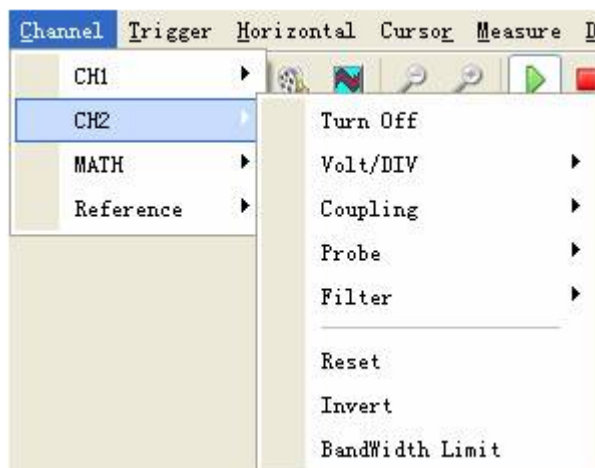 Channel Trigger Horizontal Cursor Measure
CH1
CH2
MATH
Reference
Turn Off
Volt/DIV
Coupling
Probe
Filter
Reset
Invert
BandWidth Limit